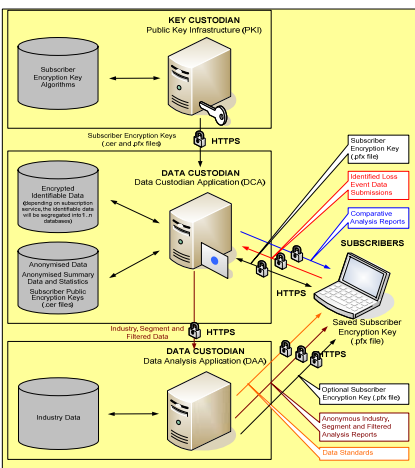 KEY CUSTODIAN
Public Key Infrastructure (PKI)
Subscriber
Encryption Key
Algorithms
Subscriber Encryption Keys
(.cer and .pfx files)
HTTPS
DATA CUSTODIAN
Data Custodian Application (DCA)
Encrypted
Identifiable Data
(depending on subscription
service, the identifiable data
will be segregated into 1..n
databases)
Anonymised Data
Anonymised Summary
Data and Statistics
Subscriber Public
Encryption Keys
(.cer files)
Subscriber
Encryption Key
(.pfx file)
Identified Loss
Event Data
Submissions
Comparative
Analysis Reports
SUBSCRIBERS
HTTPS
Saved Subscriber
Encryption Key
(.pfx file)
Industry, Segment and
Filtered Data
HTTPS
DATA CUSTODIAN
Data Analysis Application (DAA)
Industry Data
HTTPS
Optional Subscriber
Encryption Key (.pfx file)
Anonymous Industry,
Segment and Filtered
Analysis Reports
Data Standards